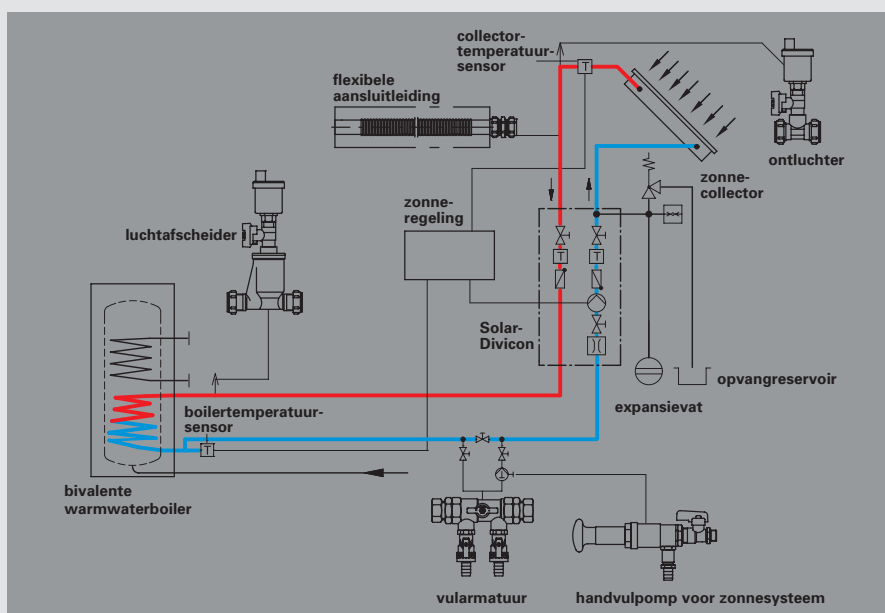 collector-
temperatuur-
sensor
flexibele
aansluitleiding
T
ontluchter
zonne-
collector
zonne-
regeling
luchtafscheider
T
T
Solar-
Divicon
opvangreservoir
expansievat
boilertemperatuur-
sensor
T
bivalente
warmwaterboiler
vularmatuur
handvulpomp voor zonnesysteem